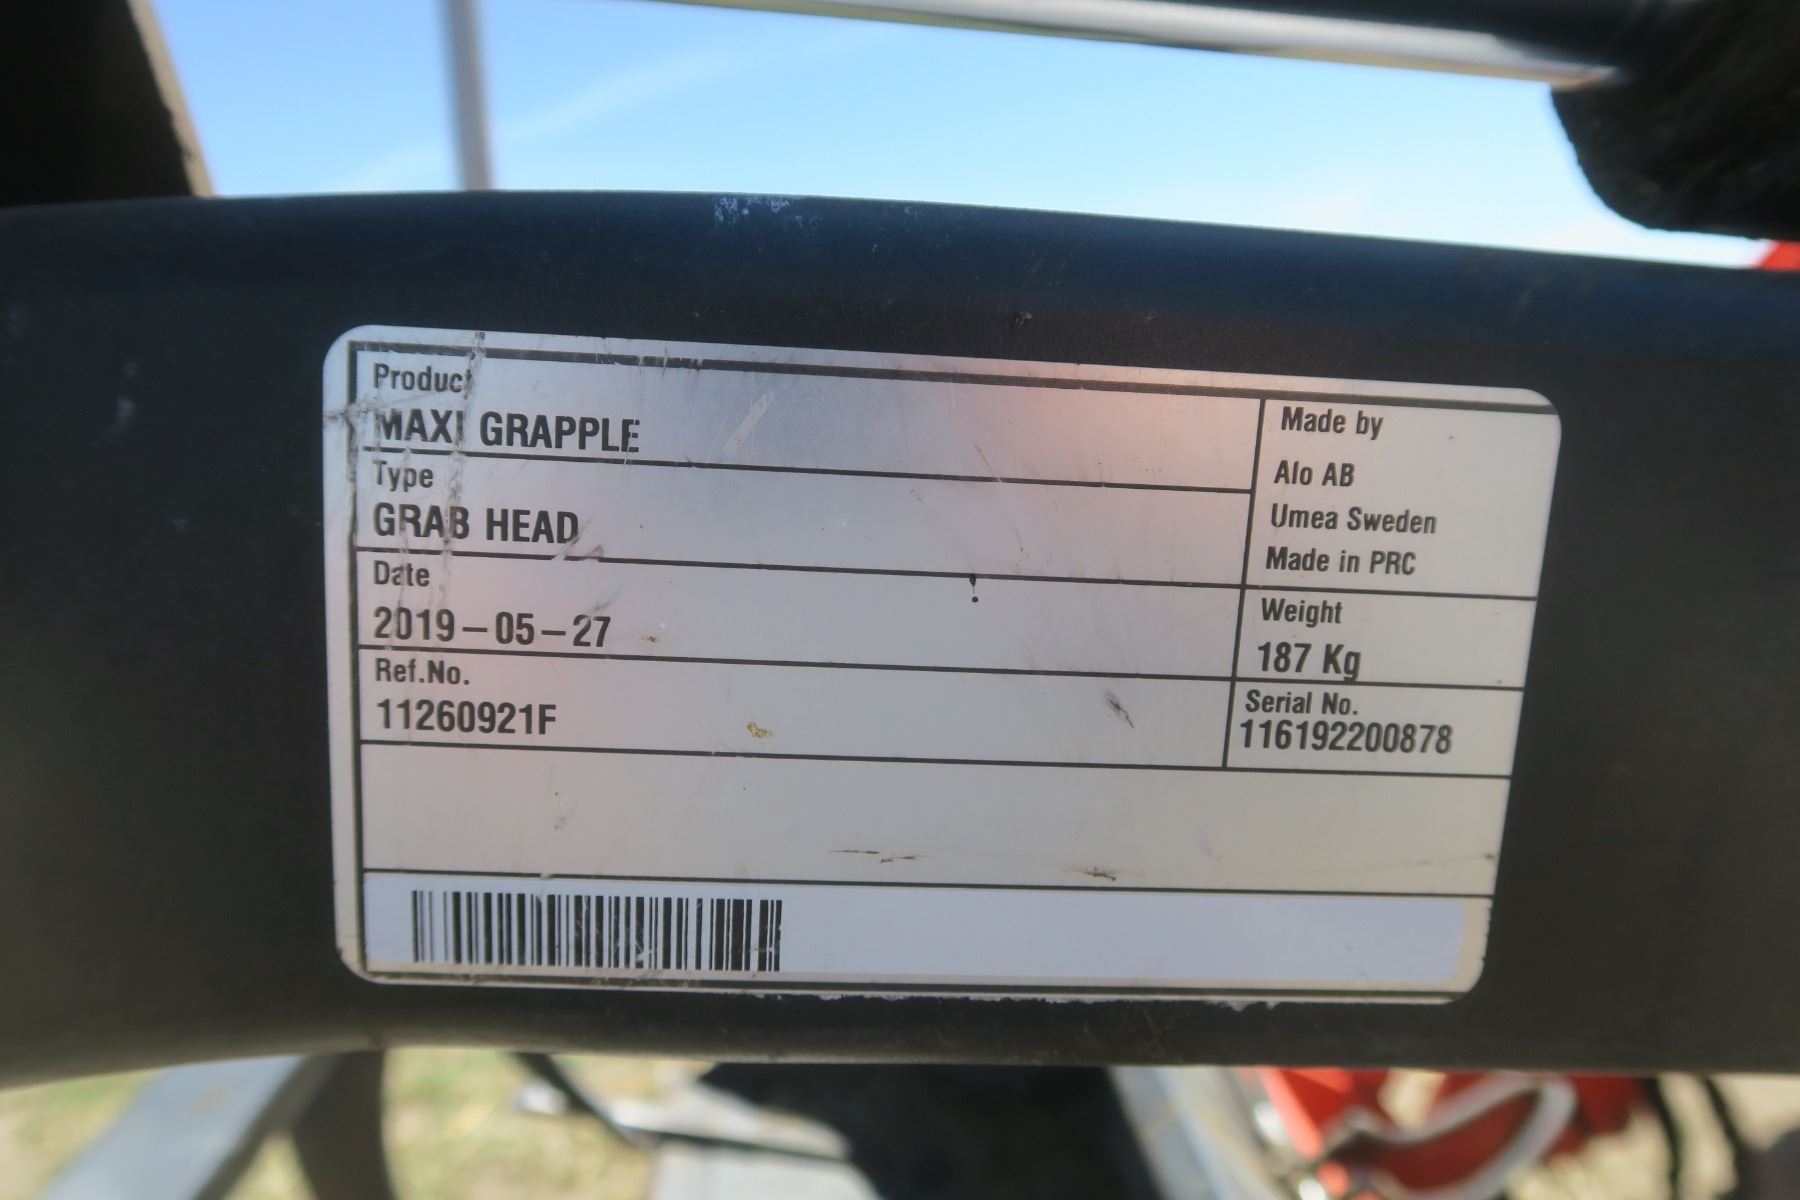 Product
MAXI GRAPPLE
Type
GRAB HEAD
Date
2019-05-27
Ref.No.
11260921F
Made by
Alo AB
Umea Sweden
Made in PRC
Weight
187 Kg
Serial No.
116192200878